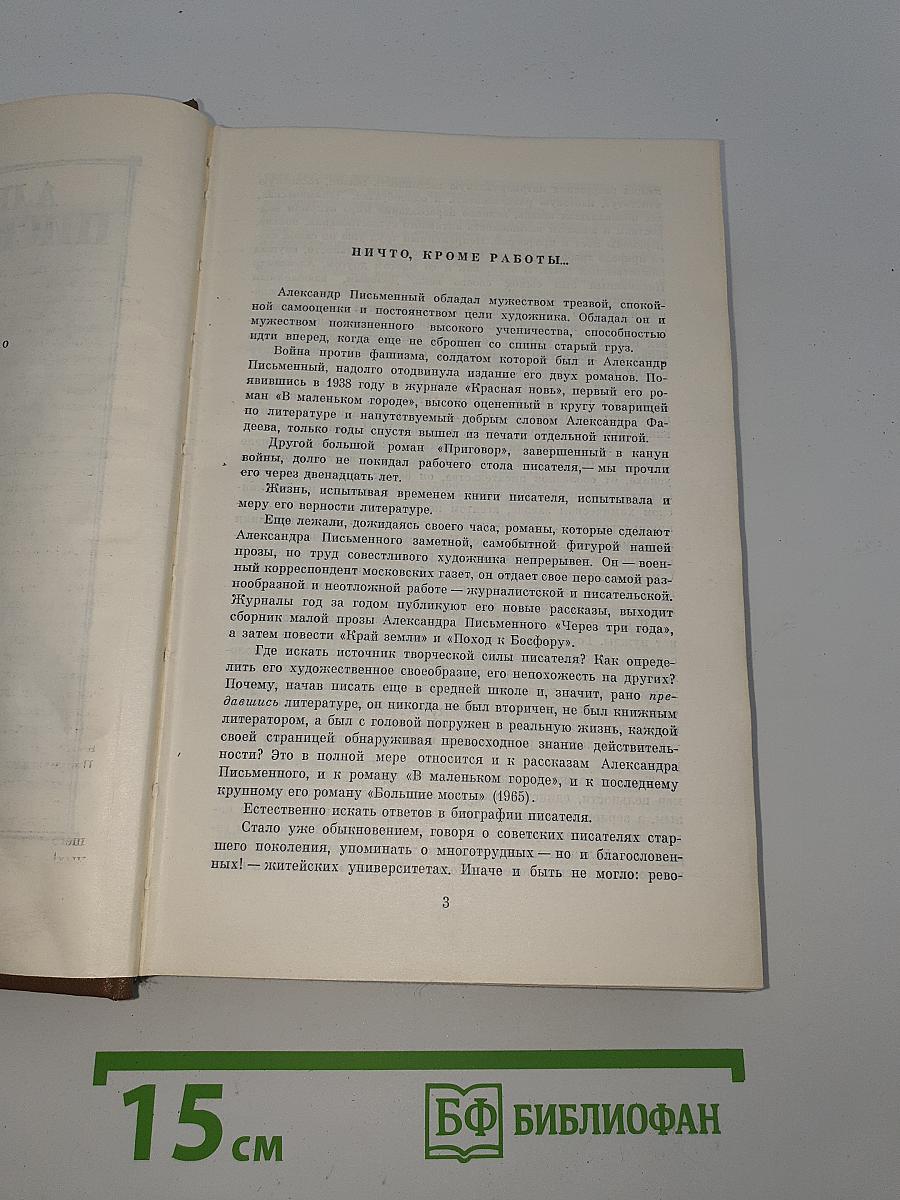 НИЧТО, КРОМЕ РАБОТЫ...
Александр Письменный обладал мужеством трезвой, спокой-
ной самооценки и постоянством цели художника. Обладал он и
мужеством пожизненного высокого ученичества, способностью
идти вперед, когда еще не сброшен со спины старый груз.
Война против фашизма, солдатом которой был и Александр
Письменный, надолго отодвинула издание его двух романов. По-
явившись в 1938 году в журнале «Красная новь», первый его ро-
ман «В маленьком городе», высоко оцененный в кругу товарищей
по литературе и напутствуемый добрым словом Александра Фа-
деева, только годы спустя вышел из печати отдельной книгой.
Другой большой роман «Приговор», завершенный в канун
войны, долго не покидал рабочего стола писателя,— мы прочли
его через двенадцать лет.
Жизнь, испытывая временем книги писателя, испытывала и
меру его верности литературе.
Еще лежали, дожидаясь своего часа, романы, которые сделают
Александра Письменного заметной, самобытной фигурой нашей
прозы, но труд совестливого художника непрерывен. Он — воен-
ный корреспондент московских газет, он отдает свое перо самой раз-
нообразной и неотложной работе — журналистской и писательской.
Журналы год за годом публикуют его новые рассказы, выходит
сборник малой прозы Александра Письменного «Через три года»,
а затем повести «Край земли» и «Поход к Босфору».
Где искать источник творческой силы писателя? Как опреде-
лить его художественное своеобразие, его непохожесть на других?
Почему, начав писать еще в средней школе и, значит, рано пре-
давшись литературе, он никогда не был вторичен, не был книжным
литератором, а был с головой погружен в реальную жизнь, каждой
своей страницей обнаруживая превосходное знание действитель-
ности? Это в полной мере относится и к рассказам Александра
Письменного, и к роману «В маленьком городе», и к последнему
крупному его роману «Большие мосты» (1965).
Естественно искать ответов в биографии писателя.
Стало уже обыкновением, говоря о советских писателях стар-
шего поколения, упоминать о многотрудных — но и благословен-
ных! — житейских университетах. Иначе и быть не могло: рево-
3
о
15 см
БФ БИБЛИОФАН